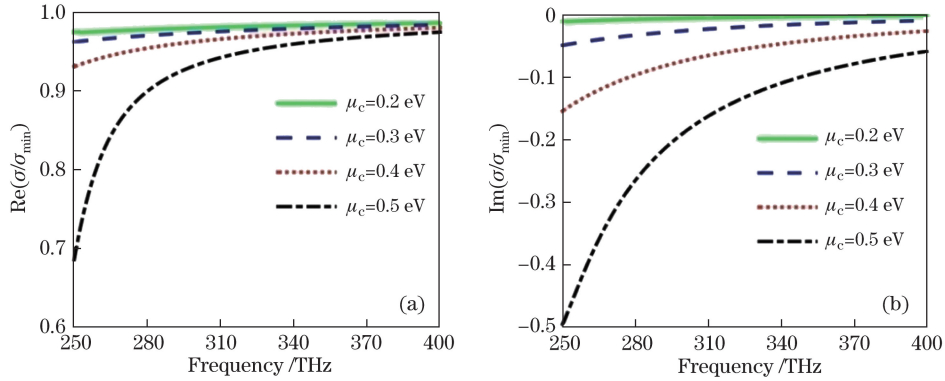 1.0
0.9
0.8
0.7
0.6
Re(σ/σmin)
μc=0.2 eV
μc=0.3 eV
μc=0.4 eV
μc=0.5 eV
(a)
250 280 310 340 370 400
Frequency /THz
0
−0.1
−0.2
−0.3
−0.4
−0.5
Im(σ/σmin)
μc=0.2 eV
μc=0.3 eV
μc=0.4 eV
μc=0.5 eV
(b)
250 280 310 340 370 400
Frequency /THz